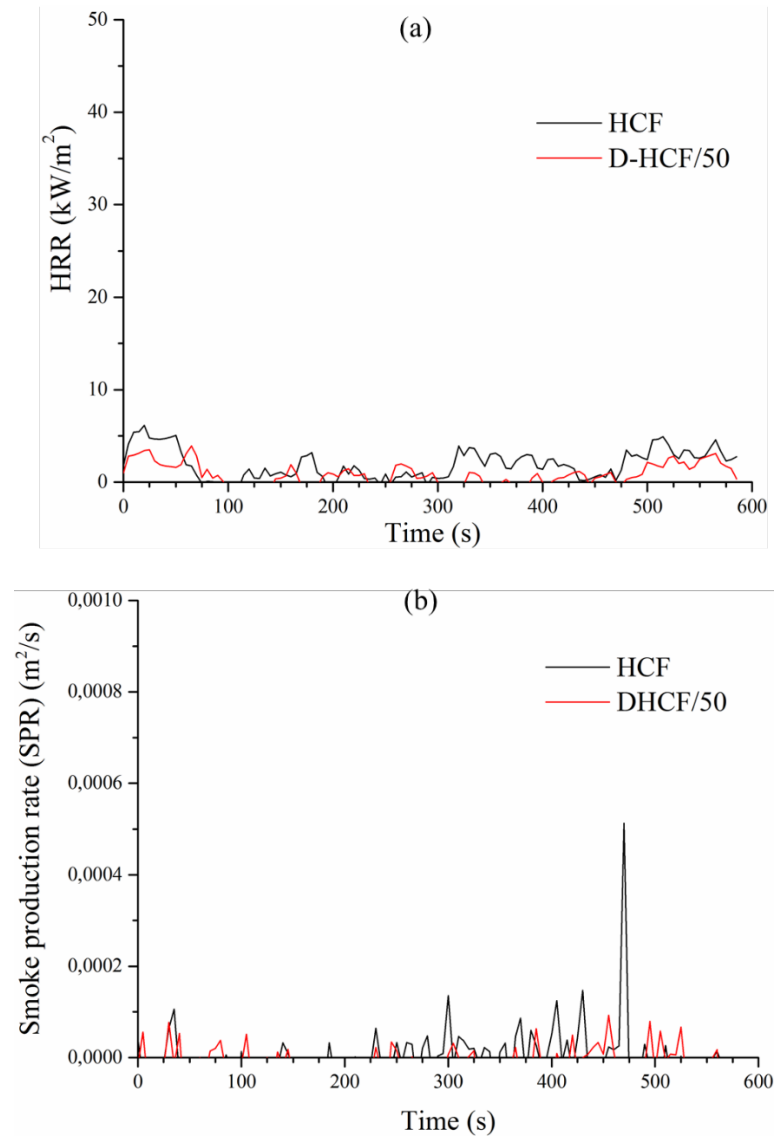 (a)
50
40
30
20
10
0
HRR (kW/m²)
HCF
D-HCF/50
0 100 200 300 400 500 600
Time (s)
(b)
0,0010
0,0008
0,0006
0,0004
0,0002
0,0000
Smoke production rate (SPR) (m²/s)
HCF
DHCF/50
0 100 200 300 400 500 600
Time (s)